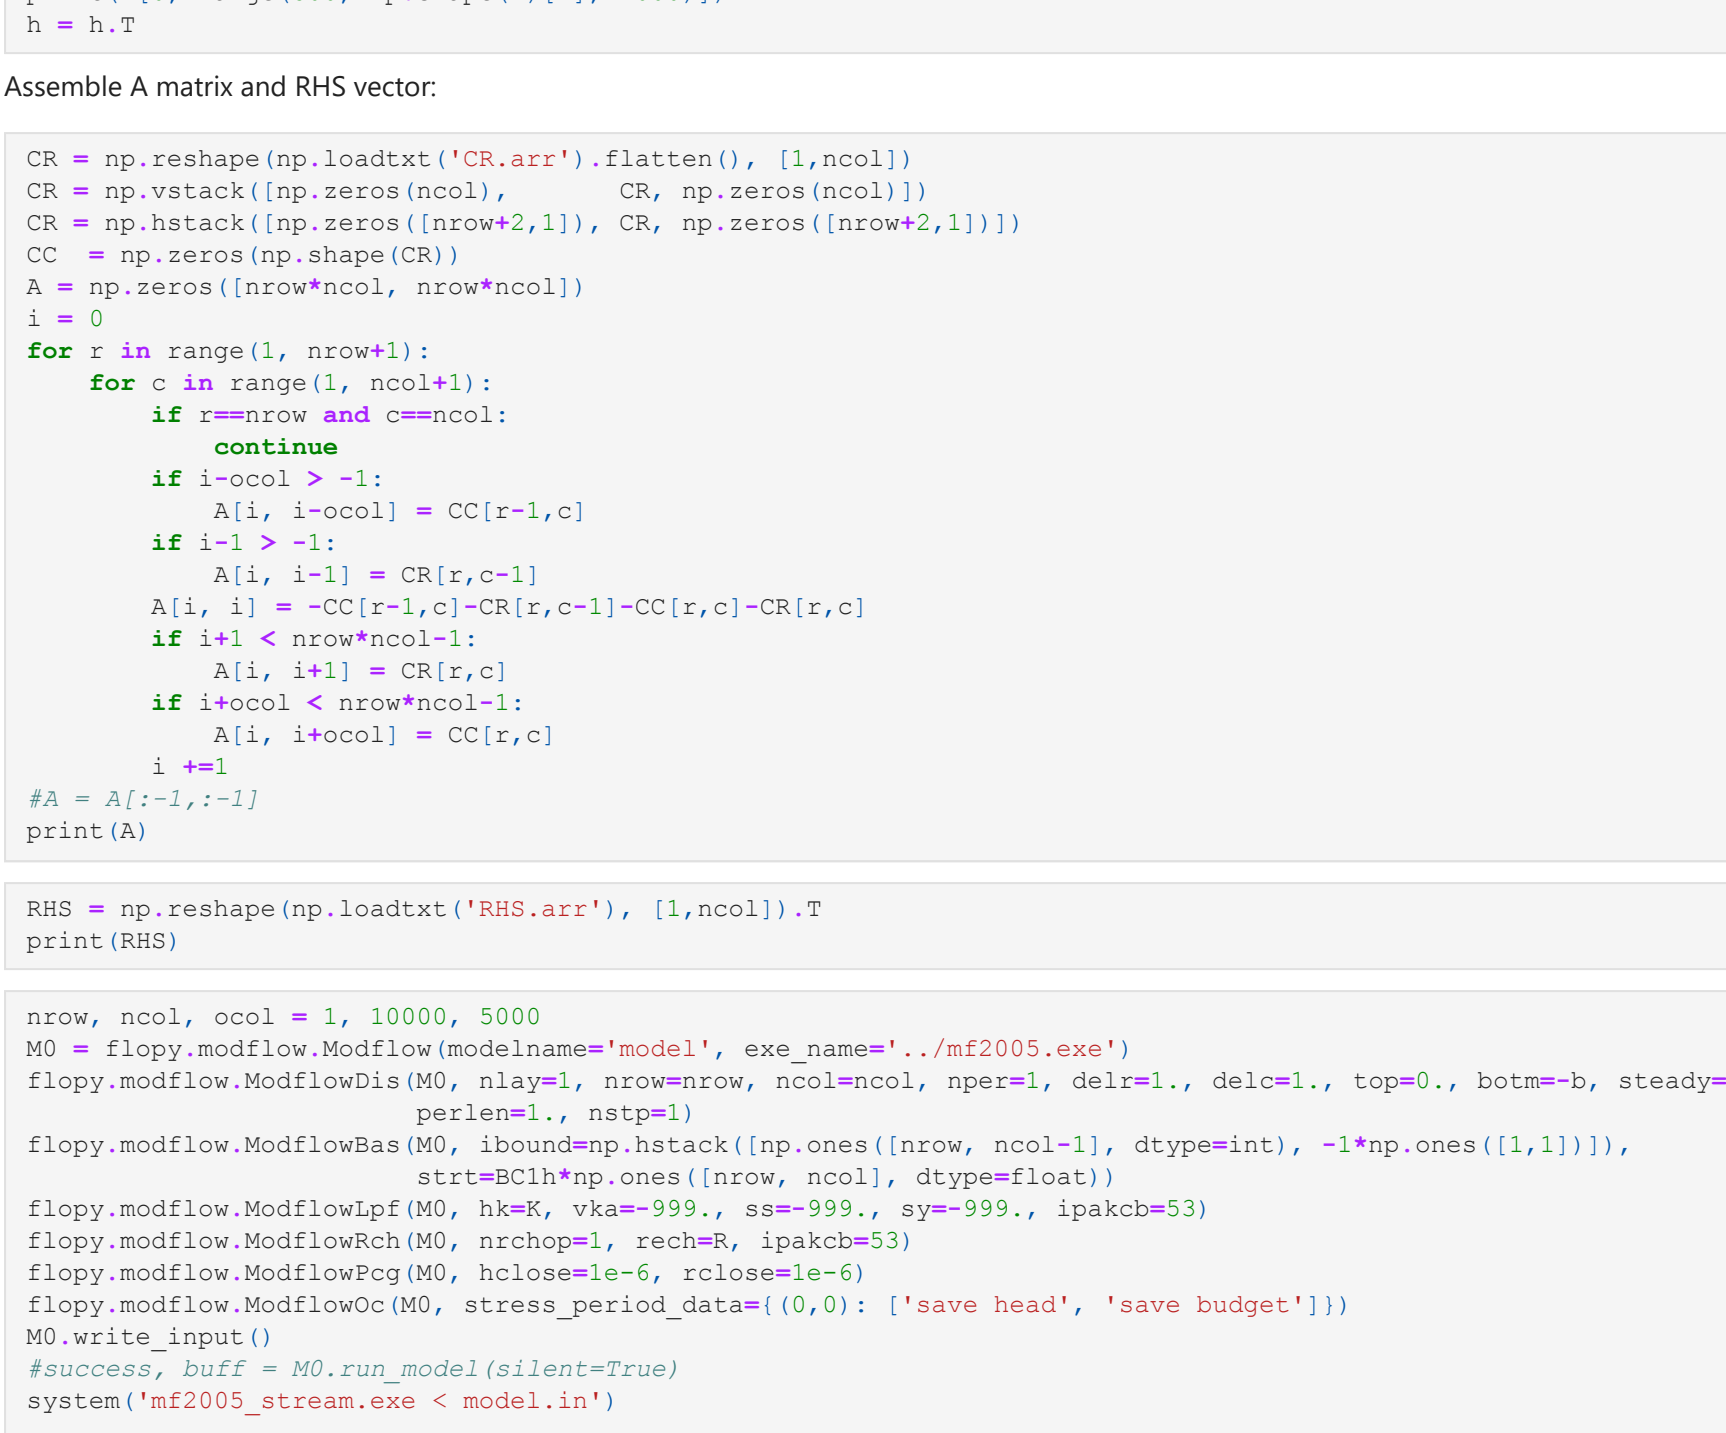 h = h.T
Assemble A matrix and RHS vector:
CR = np.reshape(np.loadtxt('CR.arr').flatten(), [1,ncol])
CR = np.vstack([np.zeros(ncol),       CR, np.zeros(ncol)])
CR = np.hstack([np.zeros([nrow+2,1]), CR, np.zeros([nrow+2,1])])
CC  = np.zeros(np.shape(CR))
A = np.zeros([nrow*ncol, nrow*ncol])
i = 0
for r in range(1, nrow+1):
    for c in range(1, ncol+1):
        if r==nrow and c==ncol:
            continue
        if i-ocol > -1:
            A[i, i-ocol] = CC[r-1,c]
        if i-1 > -1:
            A[i, i-1] = CR[r,c-1]
        A[i, i] = -CC[r-1,c]-CR[r,c-1]-CC[r,c]-CR[r,c]
        if i+1 < nrow*ncol-1:
            A[i, i+1] = CR[r,c]
        if i+ocol < nrow*ncol-1:
            A[i, i+ocol] = CC[r,c]
        i +=1
#A = A[:-1,:-1]
print(A)
RHS = np.reshape(np.loadtxt('RHS.arr'), [1,ncol]).T
print(RHS)
nrow, ncol, ocol = 1, 10000, 5000
M0 = flopy.modflow.Modflow(modelname='model', exe_name='../mf2005.exe')
flopy.modflow.ModflowDis(M0, nlay=1, nrow=nrow, ncol=ncol, nper=1, delr=1., delc=1., top=0., botm=-b, steady=
                         perlen=1., nstp=1)
flopy.modflow.ModflowBas(M0, ibound=np.hstack([np.ones([nrow, ncol-1], dtype=int), -1*np.ones([1,1])]),
                         strt=BC1h*np.ones([nrow, ncol], dtype=float))
flopy.modflow.ModflowLpf(M0, hk=K, vka=-999., ss=-999., sy=-999., ipakcb=53)
flopy.modflow.ModflowRch(M0, nrchop=1, rech=R, ipakcb=53)
flopy.modflow.ModflowPcg(M0, hclose=1e-6, rclose=1e-6)
flopy.modflow.ModflowOc(M0, stress_period_data={(0,0): ['save head', 'save budget']})
M0.write_input()
#success, buff = M0.run_model(silent=True)
system('mf2005_stream.exe < model.in')